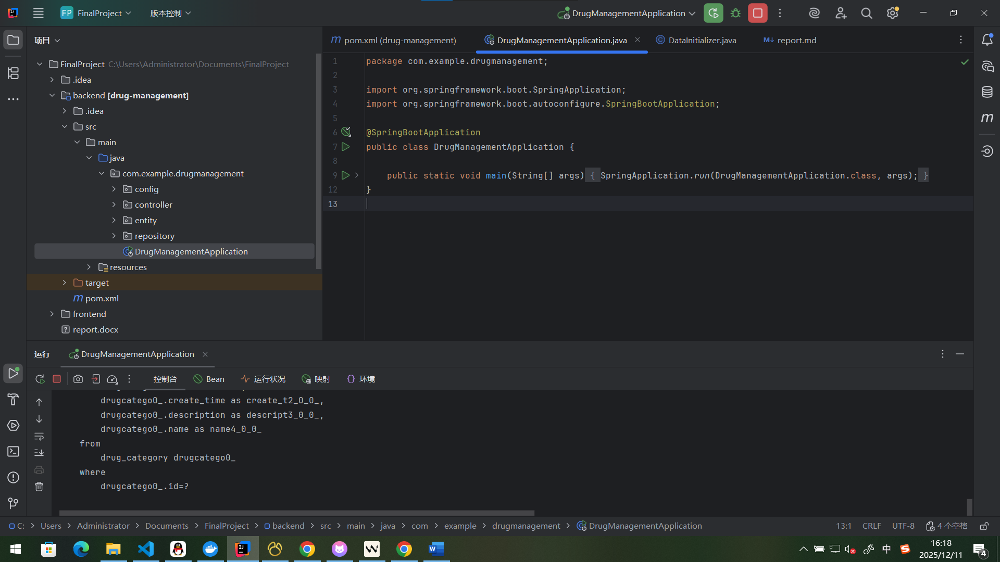 FP FinalProject 版本控制 DrugManagementApplication
项目
pom.xml (drug-management) DrugManagementApplication.java DataInitializer.java report.md
FinalProject C:\Users\Administrator\Documents\FinalProject
.idea
backend [drug-management]
.idea
src
main
java
com.example.drugmanagement
config
controller
entity
repository
DrugManagementApplication
resources
target
pom.xml
frontend
report.docx
1 package com.example.drugmanagement;
2
3 import org.springframework.boot.SpringApplication;
4 import org.springframework.boot.autoconfigure.SpringBootApplication;
5
6 @SpringBootApplication
7 public class DrugManagementApplication {
8
9 public static void main(String[] args) { SpringApplication.run(DrugManagementApplication.class, args); }
12 }
13
运行 DrugManagementApplication
控制台 Bean 运行状况 映射 环境
drugcatego0_.create_time as create_t2_0_0_,
drugcatego0_.description as descript3_0_0_,
drugcatego0_.name as name4_0_0_
from
drug_category drugcatego0_
where
drugcatego0_.id=?
C: Users Administrator Documents FinalProject backend src main java com example drugmanagement DrugManagementApplication 13:1 CRLF UTF-8 4 个空格
中 16:18
2025/12/11 4